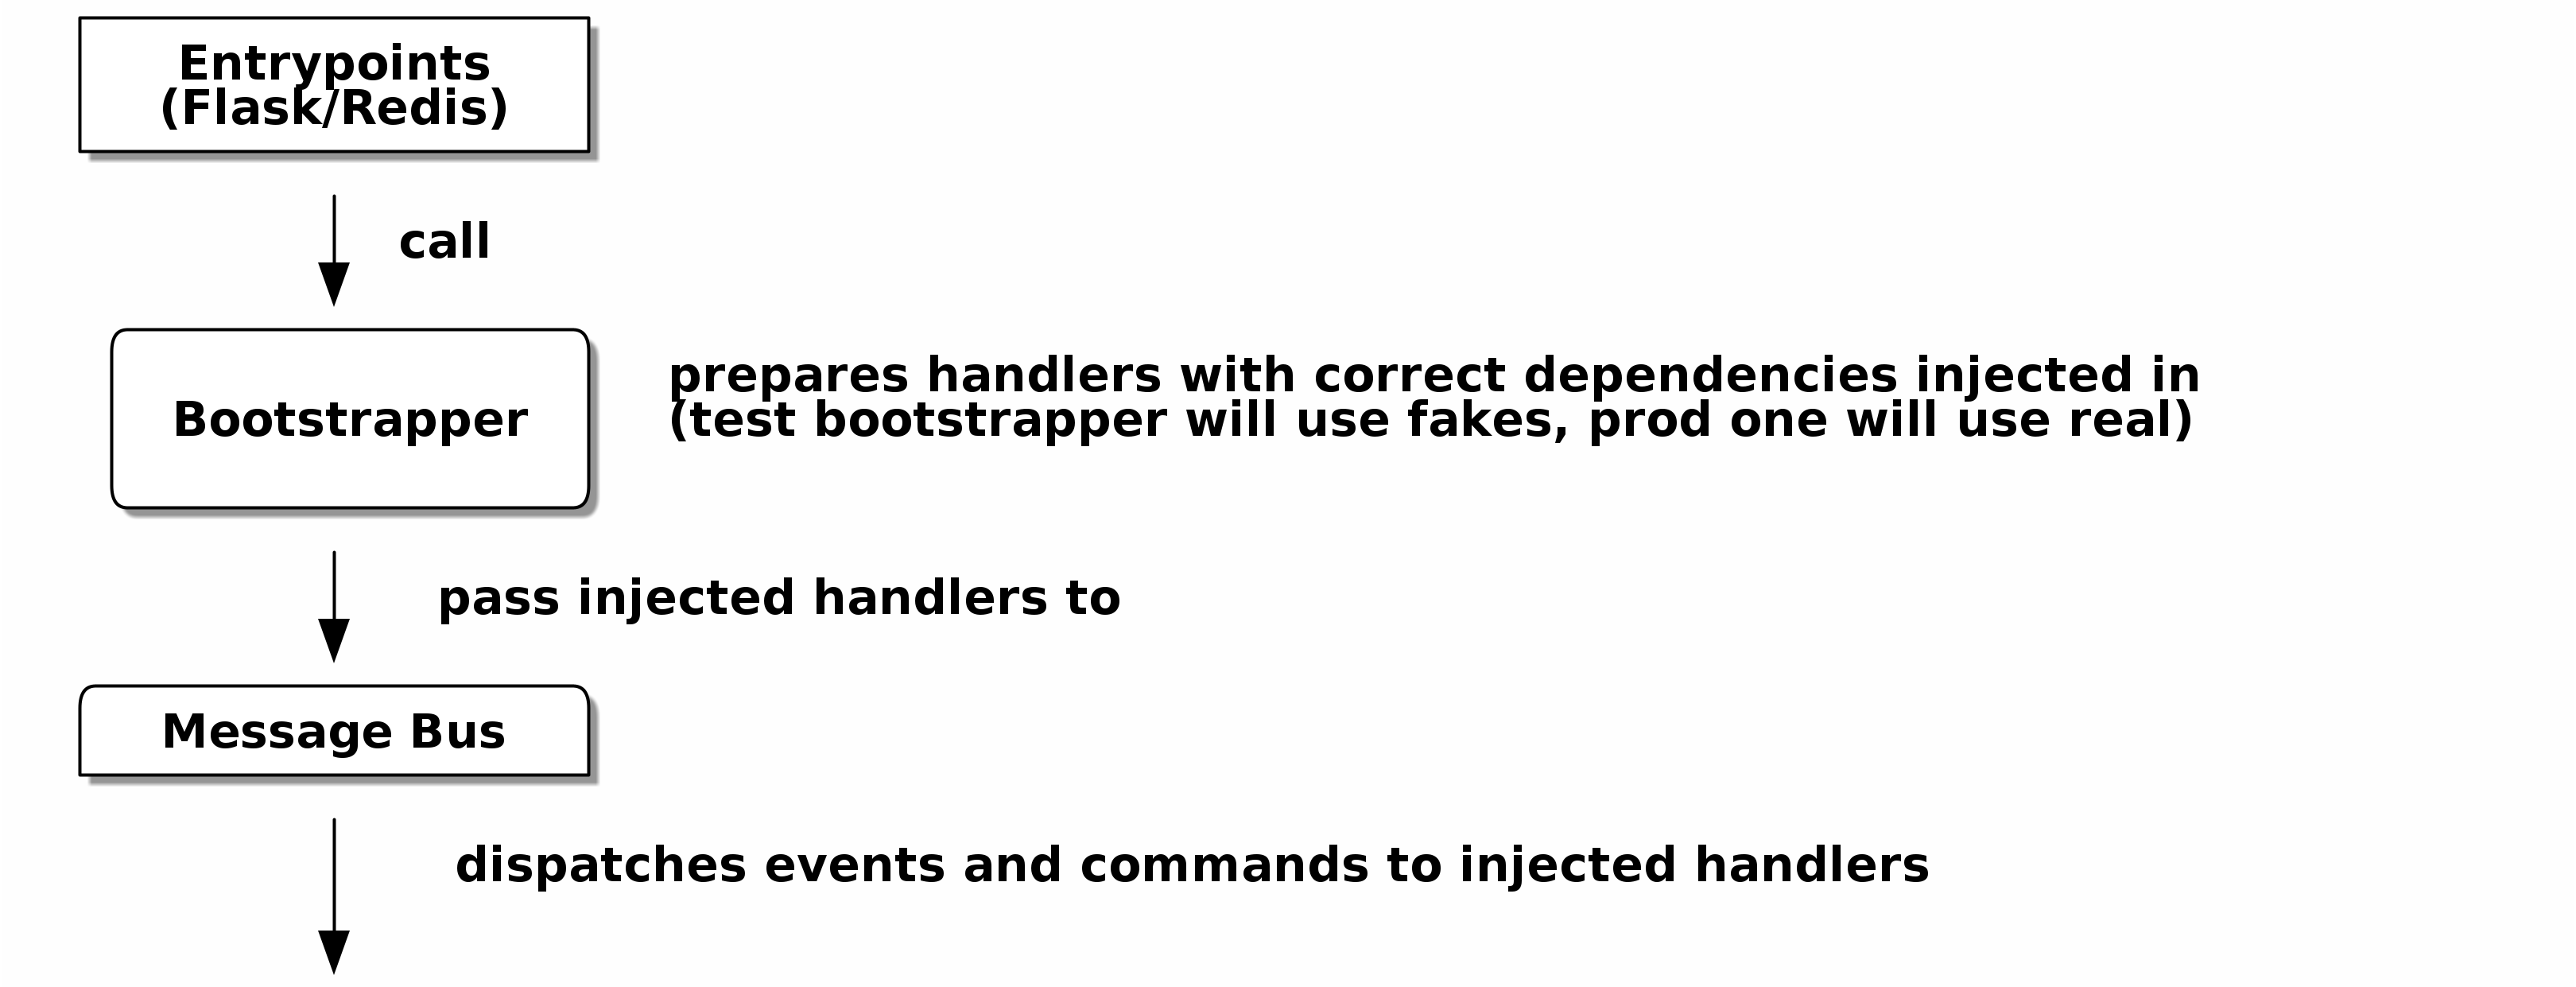 Entrypoints
(Flask/Redis)
call
prepares handlers with correct dependencies injected in
(test bootstrapper will use fakes, prod one will use real)
Bootstrapper
pass injected handlers to
Message Bus
dispatches events and commands to injected handlers